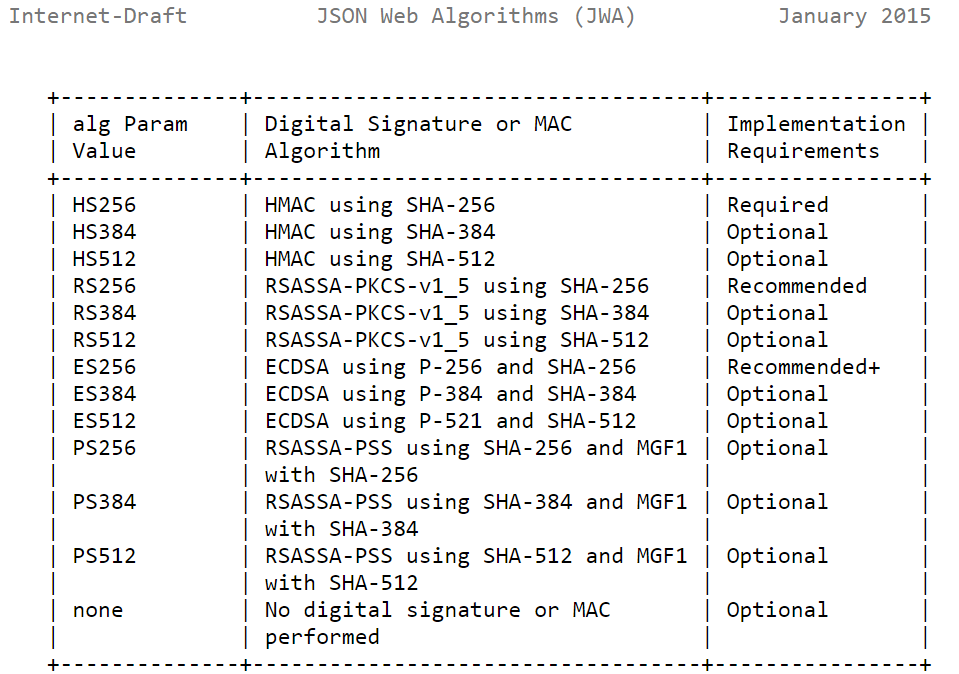 Internet-Draft          JSON Web Algorithms (JWA)           January 2015
+--------------+-----------------------------------+----------------+
| alg Param    | Digital Signature or MAC          | Implementation |
| Value        | Algorithm                         | Requirements   |
+--------------+-----------------------------------+----------------+
| HS256        | HMAC using SHA-256                | Required       |
| HS384        | HMAC using SHA-384                | Optional       |
| HS512        | HMAC using SHA-512                | Optional       |
| RS256        | RSASSA-PKCS-v1_5 using SHA-256    | Recommended    |
| RS384        | RSASSA-PKCS-v1_5 using SHA-384    | Optional       |
| RS512        | RSASSA-PKCS-v1_5 using SHA-512    | Optional       |
| ES256        | ECDSA using P-256 and SHA-256     | Recommended+   |
| ES384        | ECDSA using P-384 and SHA-384     | Optional       |
| ES512        | ECDSA using P-521 and SHA-512     | Optional       |
| PS256        | RSASSA-PSS using SHA-256 and MGF1 | Optional       |
|              | with SHA-256                      |                |
| PS384        | RSASSA-PSS using SHA-384 and MGF1 | Optional       |
|              | with SHA-384                      |                |
| PS512        | RSASSA-PSS using SHA-512 and MGF1 | Optional       |
|              | with SHA-512                      |                |
| none         | No digital signature or MAC       | Optional       |
|              | performed                         |                |
+--------------+-----------------------------------+----------------+